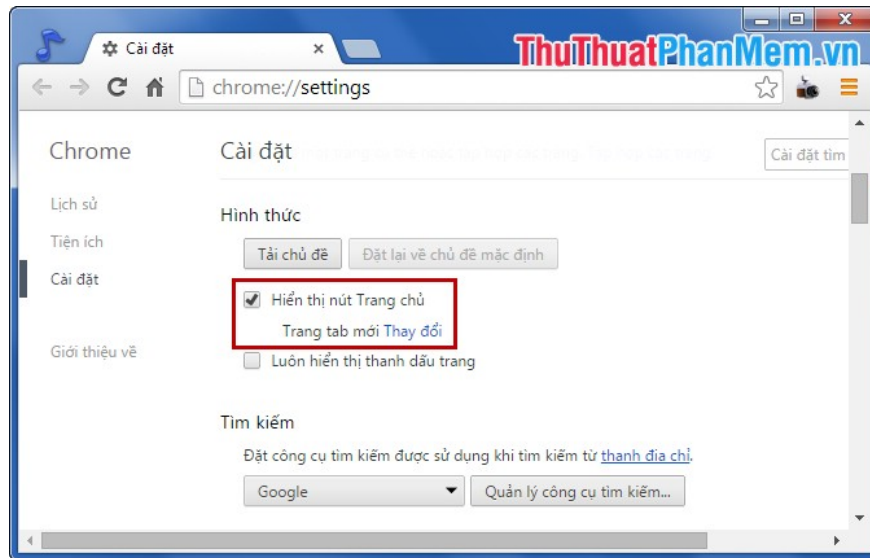 Cài đặt
ThuThuatPhanMem.vn
chrome://settings
Chrome
Cài đặt
Cài đặt tìm
Lịch sử
Tiện ích
Cài đặt
Giới thiệu về
Hình thức
Tải chủ đề
Đặt lại về chủ đề mặc định
Hiển thị nút Trang chủ
Trang tab mới Thay đổi
Luôn hiển thị thanh dấu trang
Tìm kiếm
Đặt công cụ tìm kiếm được sử dụng khi tìm kiếm từ thanh địa chỉ.
Google
Quản lý công cụ tìm kiếm...